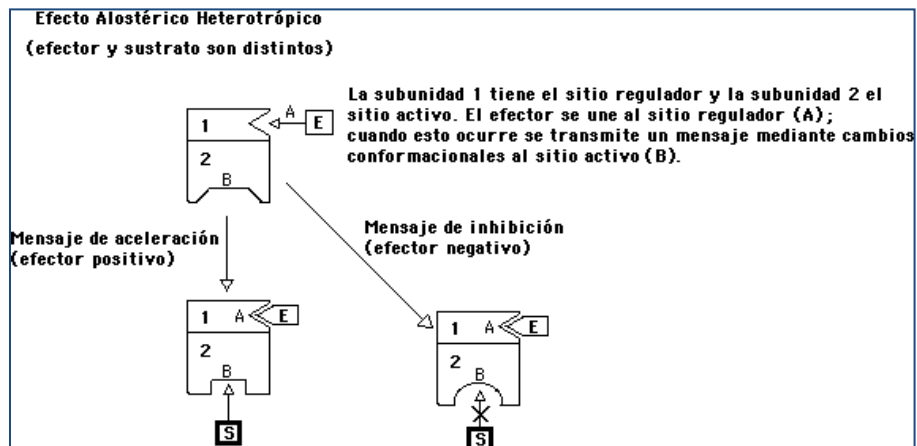 Efecto Alostérico Heterotrópico
(efector y sustrato son distintos)
La subunidad 1 tiene el sitio regulador y la subunidad 2 el
sitio activo. El efector se une al sitio regulador (A);
cuando esto ocurre se transmite un mensaje mediante cambios
conformacionales al sitio activo (B).
A
E
1
2
B
Mensaje de aceleración
(efector positivo)
Mensaje de inhibición
(efector negativo)
1 A E
2
B
S
1 A E
2
B
S